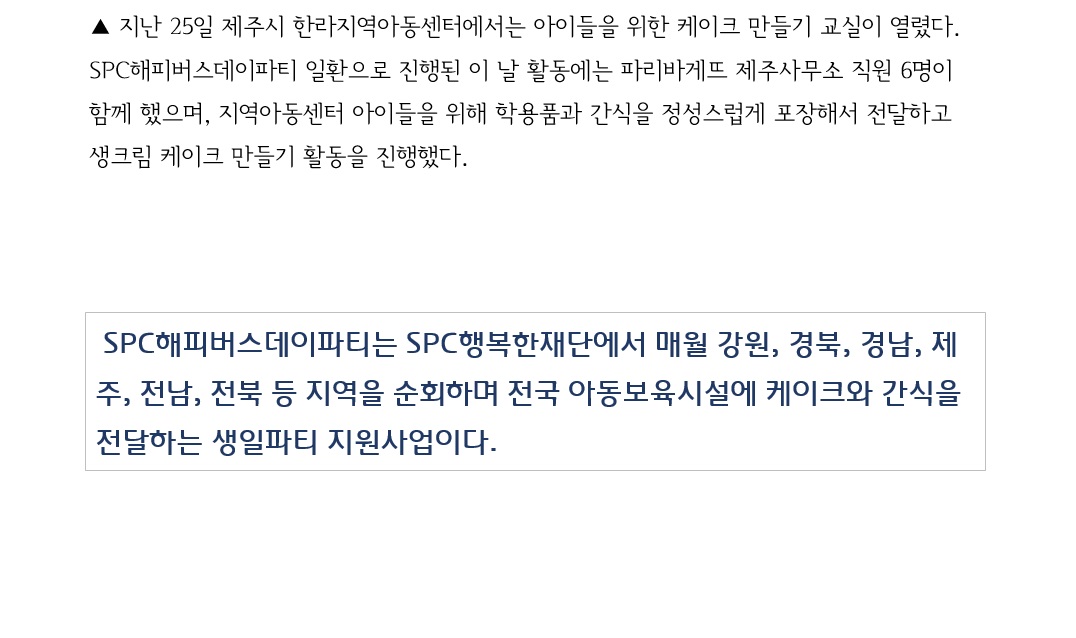 ▲ 지난 25일 제주시 한라지역아동센터에서는 아이들을 위한 케이크 만들기 교실이 열렸다.
SPC해피버스데이파티 일환으로 진행된 이 날 활동에는 파리바게뜨 제주사무소 직원 6명이
함께 했으며, 지역아동센터 아이들을 위해 학용품과 간식을 정성스럽게 포장해서 전달하고
생크림 케이크 만들기 활동을 진행했다.
SPC해피버스데이파티는 SPC행복한재단에서 매월 강원, 경북, 경남, 제
주, 전남, 전북 등 지역을 순회하며 전국 아동보육시설에 케이크와 간식을
전달하는 생일파티 지원사업이다.